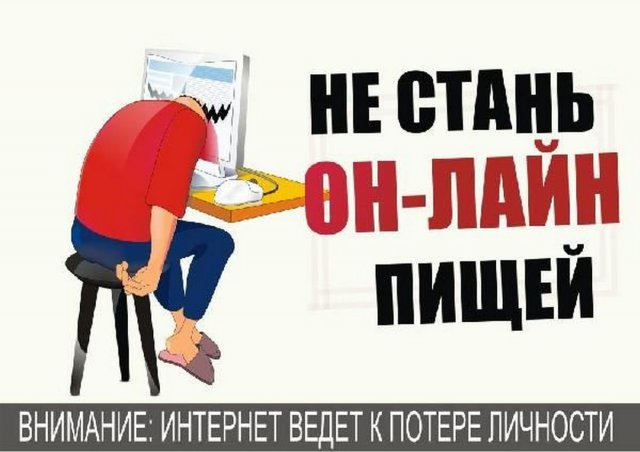 НЕ СТАНЬ
ОН-ЛАЙН
ПИЩЕЙ
ВНИМАНИЕ: ИНТЕРНЕТ ВЕДЕТ К ПОТЕРЕ ЛИЧНОСТИ